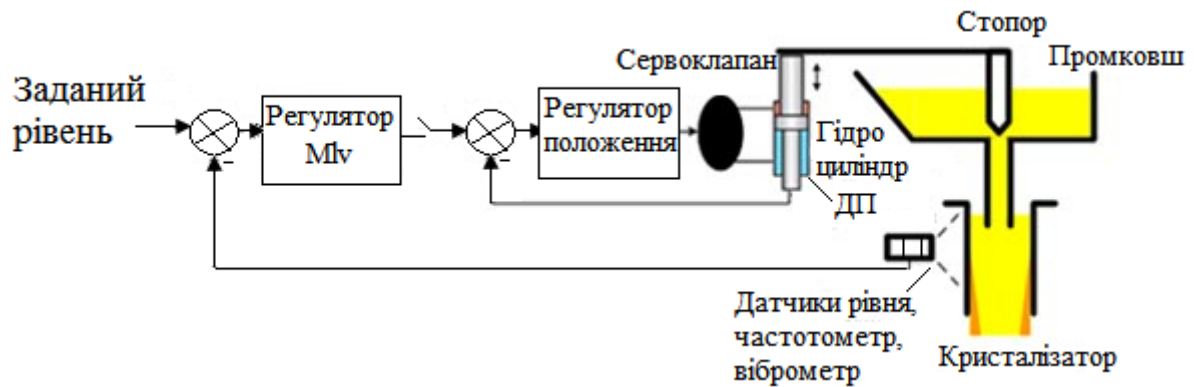 Стопор
Промковш
Сервоклапан
Заданий
рівень
Регулятор
Mlv
Регулятор
положення
Гідро
циліндр
ДП
Датчики рівня,
частотометр,
віброметр
Кристалізатор